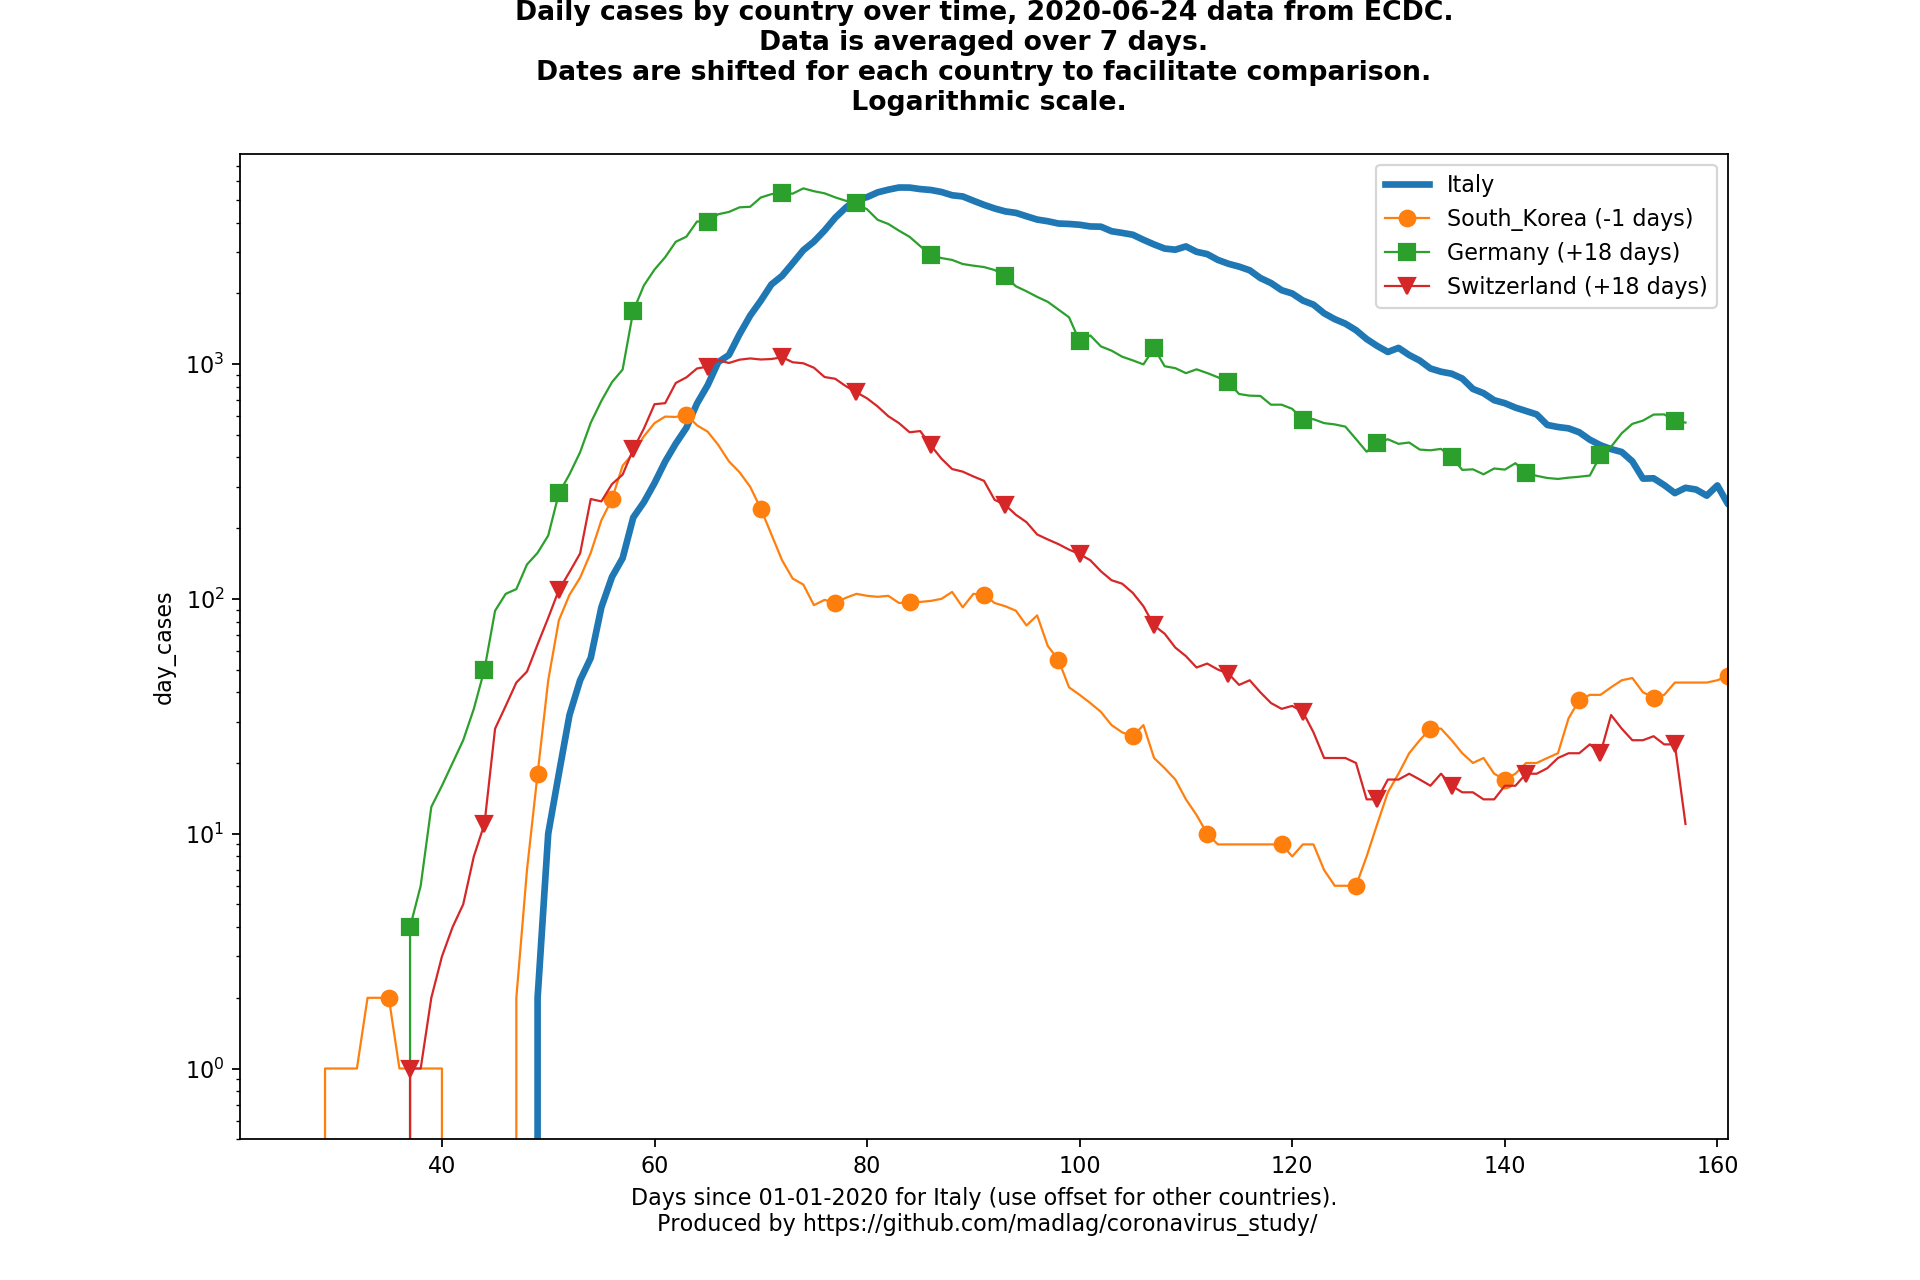 Daily cases by country over time, 2020-06-24 data from ECDC.
Data is averaged over 7 days.
Dates are shifted for each country to facilitate comparison.
Logarithmic scale.
Italy
South_Korea (-1 days)
Germany (+18 days)
Switzerland (+18 days)
day_cases
10³
10²
10¹
10⁰
40 60 80 100 120 140 160
Days since 01-01-2020 for Italy (use offset for other countries).
Produced by https://github.com/madlag/coronavirus_study/